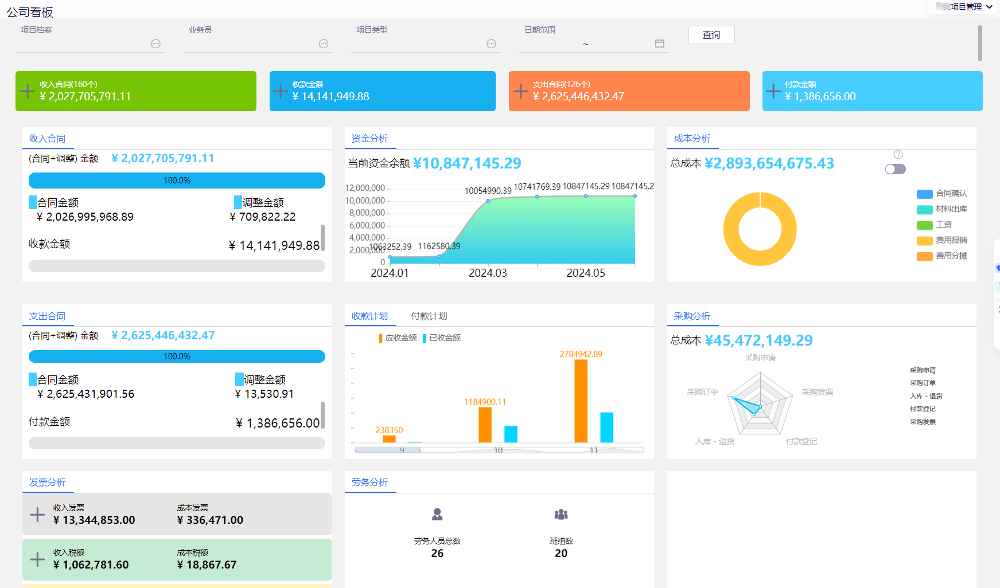 公司看板
项目管理
项目档案
业务员
项目类型
日期范围
~
查询
收入合同(160个)
¥ 2,027,705,791.11
收款金额
¥ 14,141,949.88
支出合同(126个)
¥ 2,625,446,432.47
付款金额
¥ 1,386,656.00
收入合同
(合同+调整) 金额 ¥ 2,027,705,791.11
100.0%
合同金额
¥ 2,026,995,968.89
调整金额
¥ 709,822.22
收款金额 ¥ 14,141,949.88
资金分析
当前资金余额 ¥10,847,145.29
12,000,000
10,000,000
8,000,000
6,000,000
4,000,000
2,000,000
0
1063252.39
1162580.39
10054990.39
10741769.39
10847145.29
10847145.2
2024.01
2024.03
2024.05
成本分析
总成本 ¥2,893,654,675.43
?
合同确认
材料出库
工资
费用报销
费用分摊
支出合同
(合同+调整) 金额 ¥ 2,625,446,432.47
100.0%
合同金额
¥ 2,625,431,901.56
调整金额
¥ 13,530.91
付款金额 ¥ 1,386,656.00
收款计划
付款计划
应收金额
已收金额
238350
1184900.11
2784942.89
9
10
11
采购分析
总成本 ¥45,472,149.29
采购申请
采购订单
采购发票
入库 - 退货
付款登记
采购申请
采购订单
入库 - 退货
付款登记
采购发票
发票分析
收入发票
¥ 13,344,853.00
成本发票
¥ 336,471.00
收入税额
¥ 1,062,781.60
成本税额
¥ 18,867.67
劳务分析
劳务人员总数
26
班组数
20